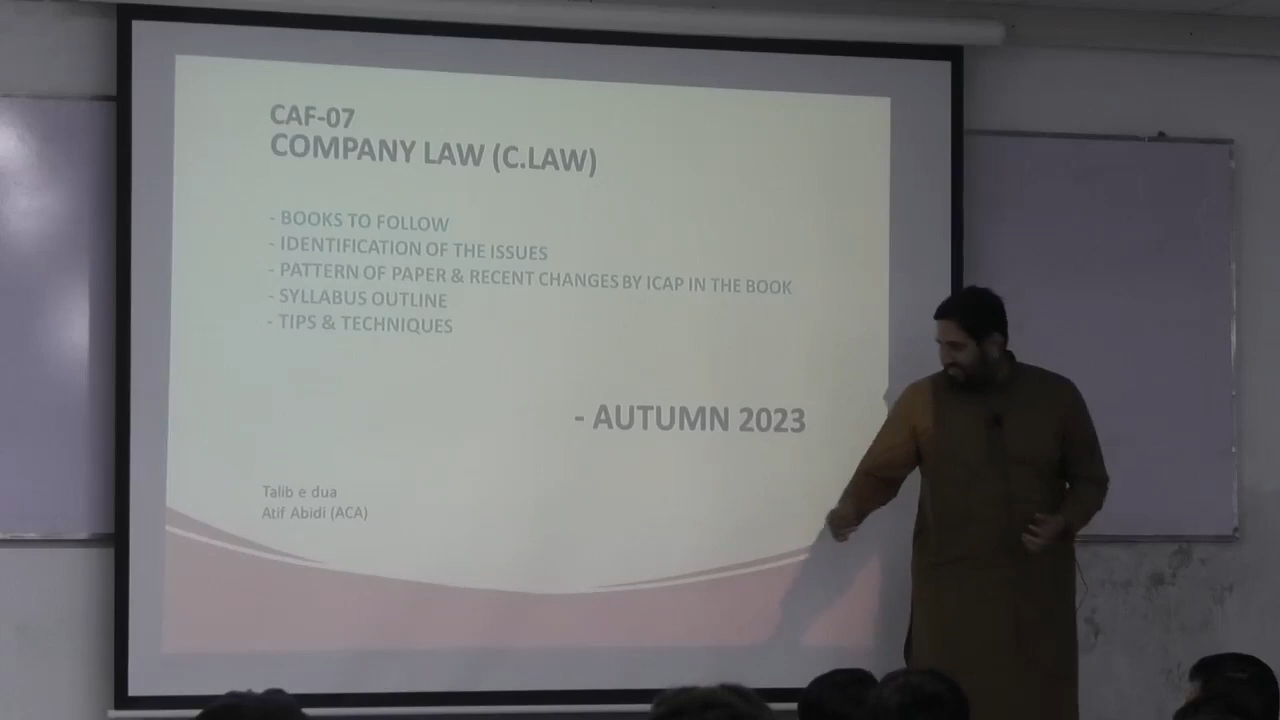 CAF-07
COMPANY LAW (C.LAW)
- BOOKS TO FOLLOW
- IDENTIFICATION OF THE ISSUES
- PATTERN OF PAPER & RECENT CHANGES BY ICAP IN THE BOOK
- SYLLABUS OUTLINE
- TIPS & TECHNIQUES
- AUTUMN 2023
Talib e dua
Atif Abidi (ACA)